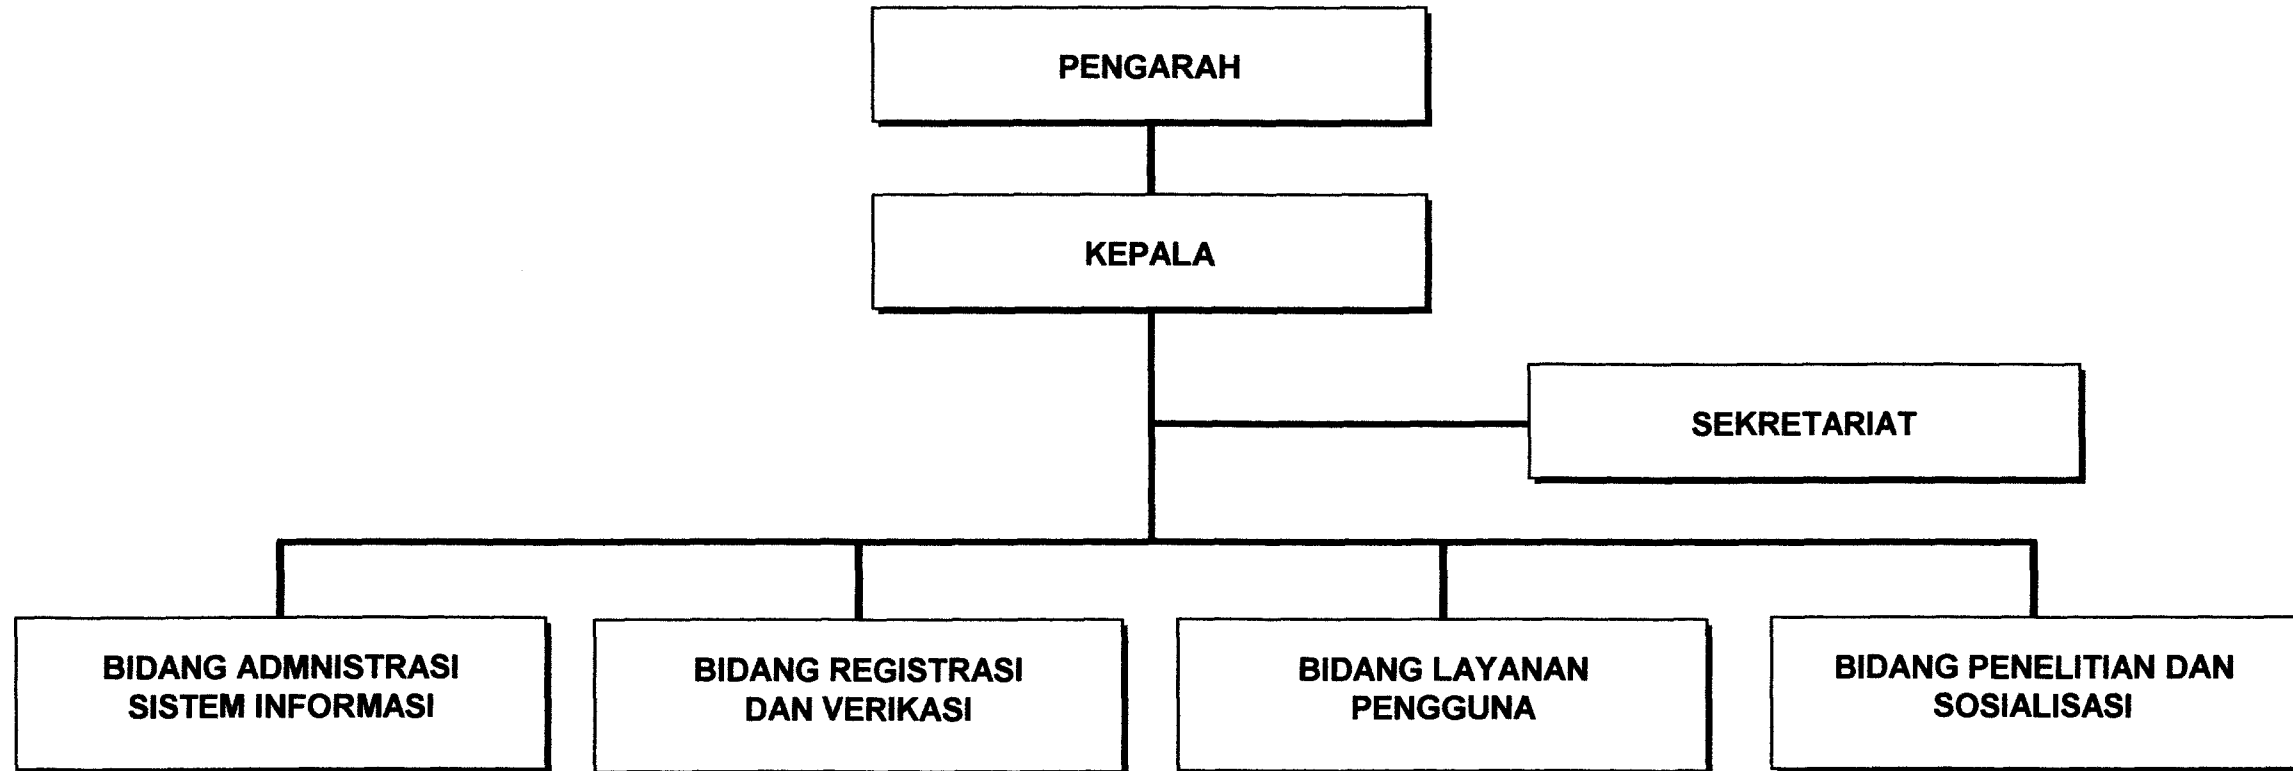 PENGARAH
KEPALA
SEKRETARIAT
BIDANG ADMNISTRASI
SISTEM INFORMASI
BIDANG REGISTRASI
DAN VERIKASI
BIDANG LAYANAN
PENGGUNA
BIDANG PENELITIAN DAN
SOSIALISASI